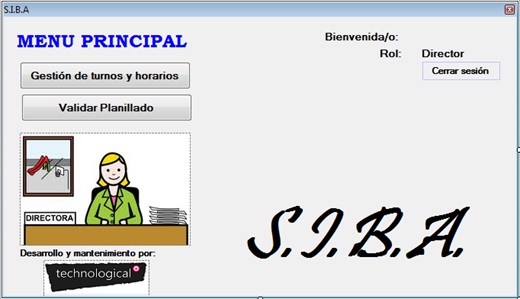 S.I.B.A
MENU PRINCIPAL
Bienvenida/o:
Rol: Director
Cerrar sesión
Gestión de turnos y horarios
Validar Planillado
DIRECTORA
S.I.B.A.
Desarrollo y mantenimiento por:
technological